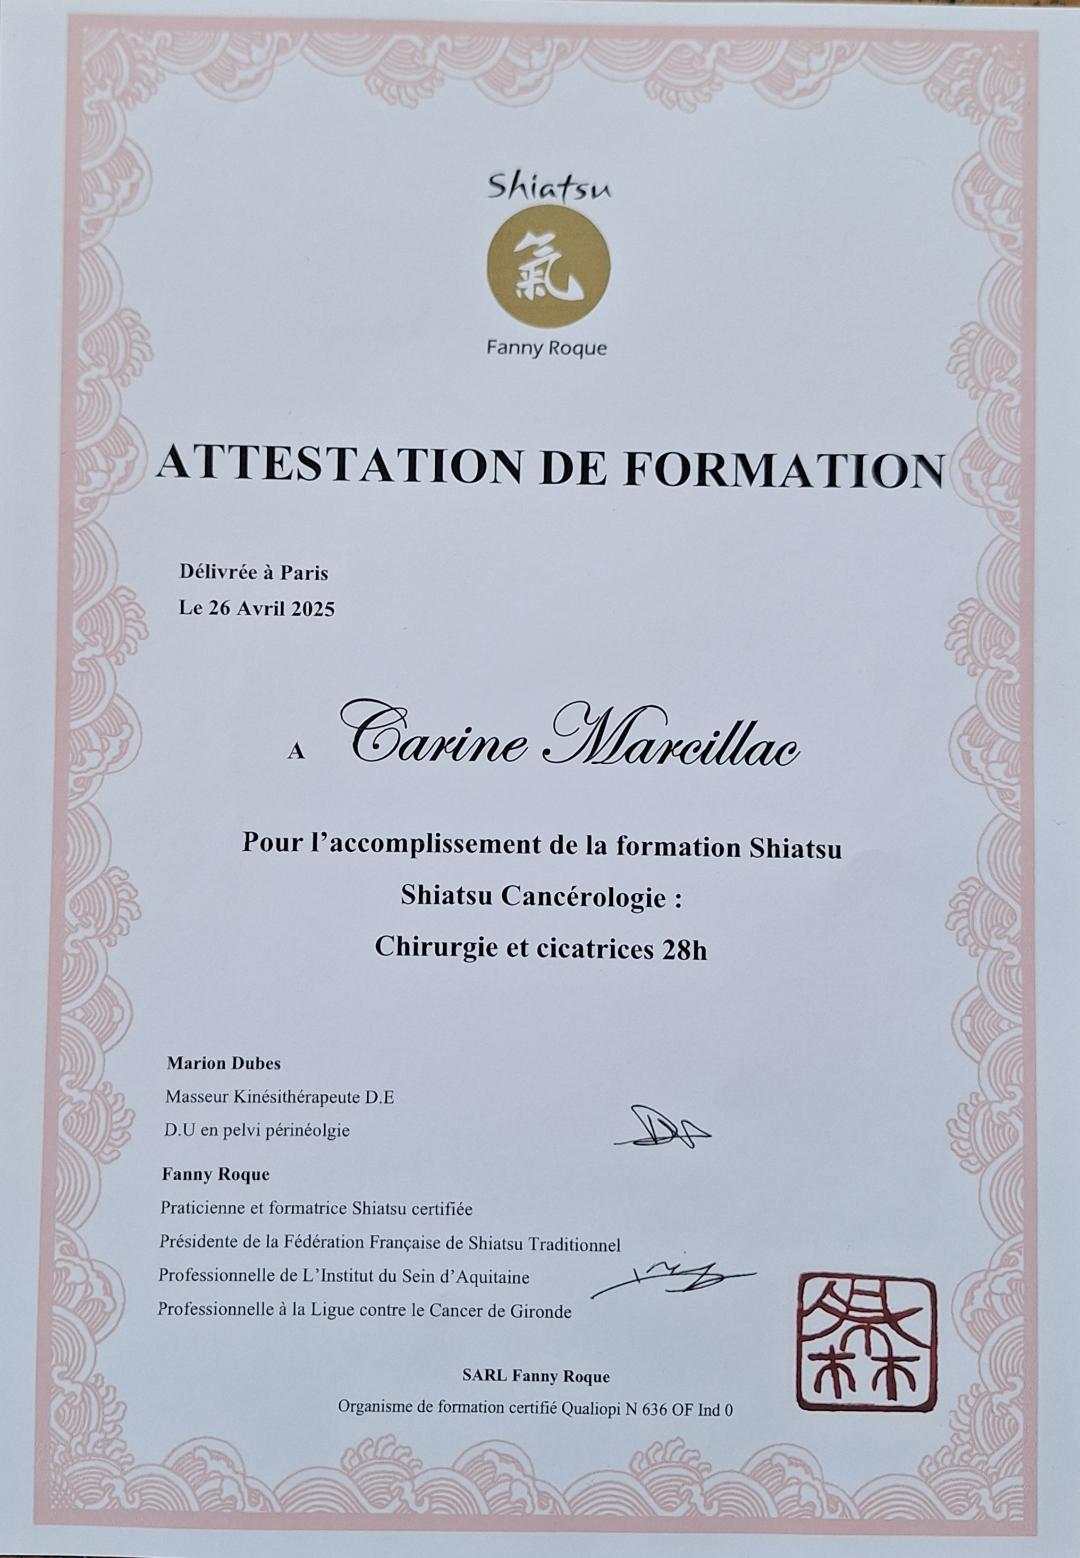 Shiatsu
氣
Fanny Roque
ATTESTATION DE FORMATION
Délivrée à Paris
Le 26 Avril 2025
A Carine Marcillac
Pour l'accomplissement de la formation Shiatsu
Shiatsu Cancérologie :
Chirurgie et cicatrices 28h
Marion Dubes
Masseur Kinésithérapeute D.E
D.U en pelvi périnéolgie
Fanny Roque
Praticienne et formatrice Shiatsu certifiée
Présidente de la Fédération Française de Shiatsu Traditionnel
Professionnelle de L'Institut du Sein d'Aquitaine
Professionnelle à la Ligue contre le Cancer de Gironde
SARL Fanny Roque
Organisme de formation certifié Qualiopi N 636 OF Ind 0